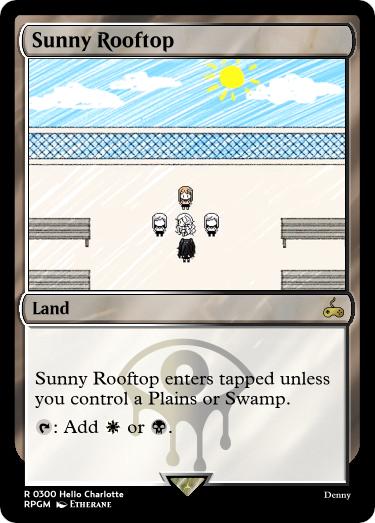 Sunny Rooftop
Land
Sunny Rooftop enters tapped unless
you control a Plains or Swamp.
: Add or .
R 0300 Hello Charlotte
RPGM ETHERANE
Denny